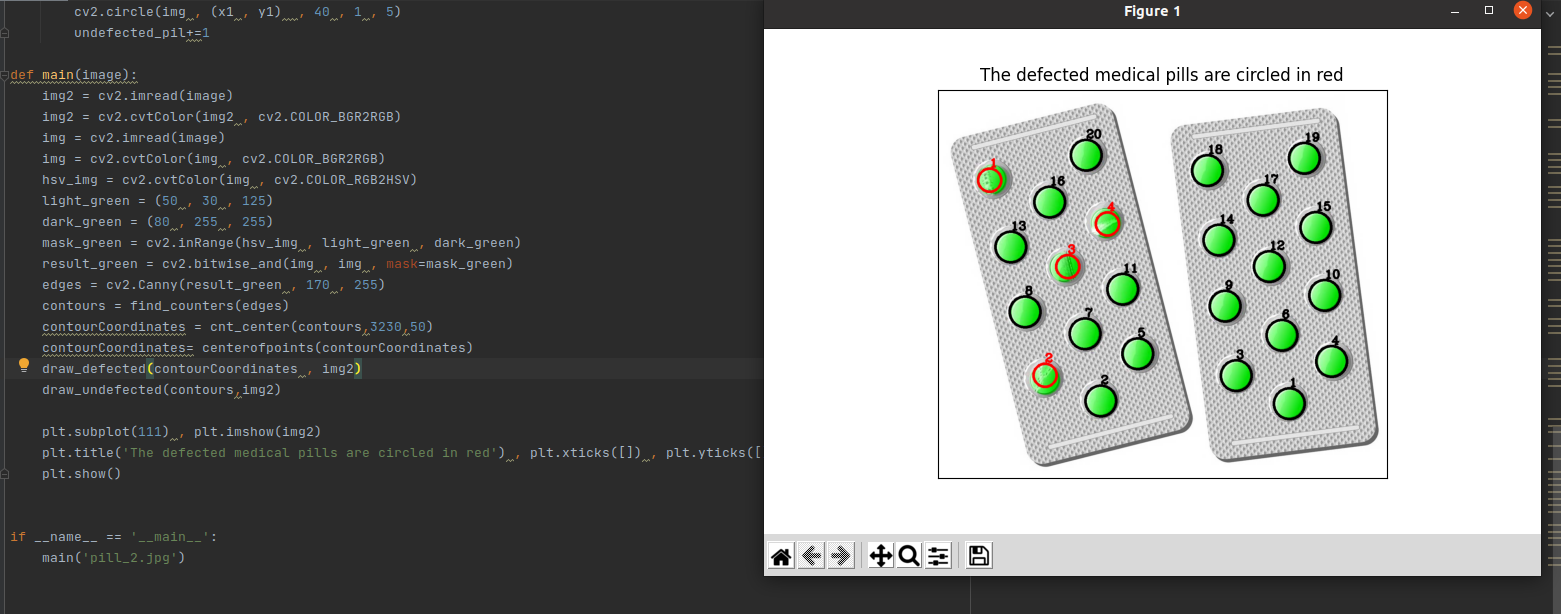 cv2.circle(img , (x1 , y1) , 40 , 1 , 5)
undefected_pil+=1
def main(image):
img2 = cv2.imread(image)
img2 = cv2.cvtColor(img2 , cv2.COLOR_BGR2RGB)
img = cv2.imread(image)
img = cv2.cvtColor(img , cv2.COLOR_BGR2RGB)
hsv_img = cv2.cvtColor(img , cv2.COLOR_RGB2HSV)
light_green = (50 , 30 , 125)
dark_green = (80 , 255 , 255)
mask_green = cv2.inRange(hsv_img , light_green , dark_green)
result_green = cv2.bitwise_and(img , img , mask=mask_green)
edges = cv2.Canny(result_green , 170 , 255)
contours = find_counters(edges)
contourCoordinates = cnt_center(contours,3230,50)
contourCoordinates= centerofpoints(contourCoordinates)
draw_defected(contourCoordinates , img2)
draw_undefected(contours,img2)
plt.subplot(111) , plt.imshow(img2)
plt.title('The defected medical pills are circled in red') , plt.xticks([]) , plt.yticks([
plt.show()
if __name__ == '__main__':
main('pill_2.jpg')
Figure 1
The defected medical pills are circled in red
20
1
16
4
13
3
11
8
7
5
2
2
19
18
17
15
14
12
10
9
6
4
3
1